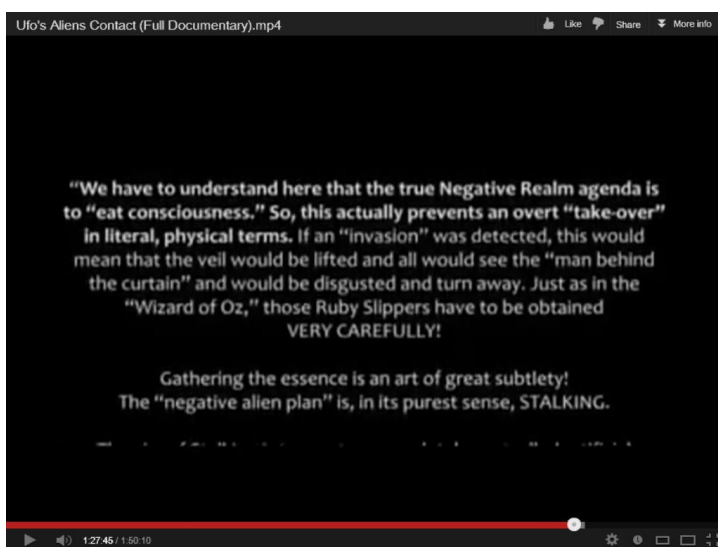 Ufo's Aliens Contact (Full Documentary).mp4
Like
Share
More info
“We have to understand here that the true Negative Realm agenda is
to “eat consciousness.” So, this actually prevents an overt “take-over”
in literal, physical terms. If an “invasion” was detected, this would
mean that the veil would be lifted and all would see the “man behind
the curtain” and would be disgusted and turn away. Just as in the
“Wizard of Oz,” those Ruby Slippers have to be obtained
VERY CAREFULLY!
Gathering the essence is an art of great subtlety!
The “negative alien plan” is, in its purest sense, STALKING.
1:27:45 / 1:50:10